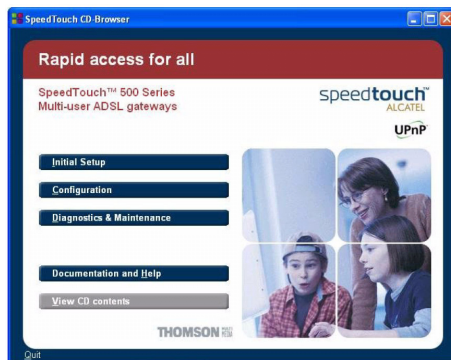 SpeedTouch CD-Browser
Rapid access for all
SpeedTouch™ 500 Series
Multi-user ADSL gateways
speedtouch™
ALCATEL
UPnP
Initial Setup
Configuration
Diagnostics & Maintenance
Documentation and Help
View CD contents
THOMSON
Quit